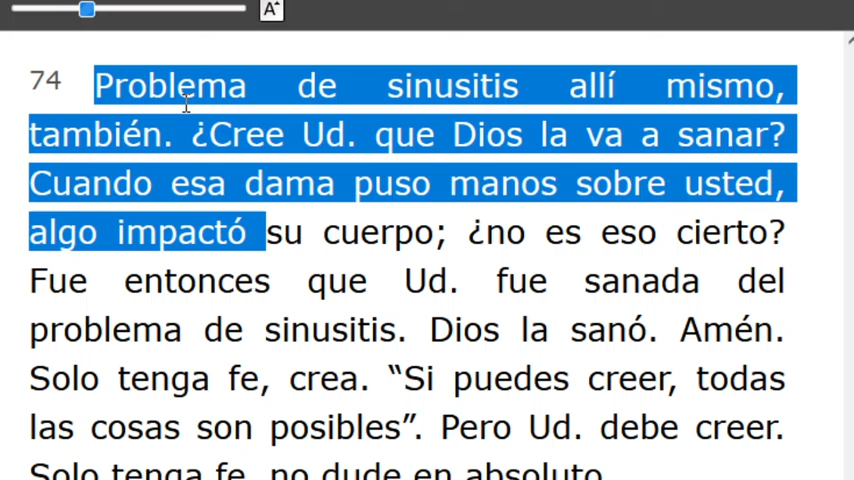 A
74 Problema de sinusitis allí mismo,
también. ¿Cree Ud. que Dios la va a sanar?
Cuando esa dama puso manos sobre usted,
algo impactó su cuerpo; ¿no es eso cierto?
Fue entonces que Ud. fue sanada del
problema de sinusitis. Dios la sanó. Amén.
Solo tenga fe, crea. “Si puedes creer, todas
las cosas son posibles”. Pero Ud. debe creer.
Solo tenga fe, no dude en absoluto.